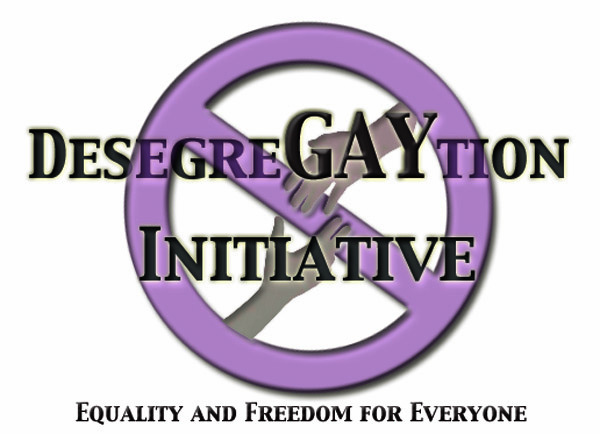 DesegreGAYtion
Initiative
Equality and Freedom for Everyone